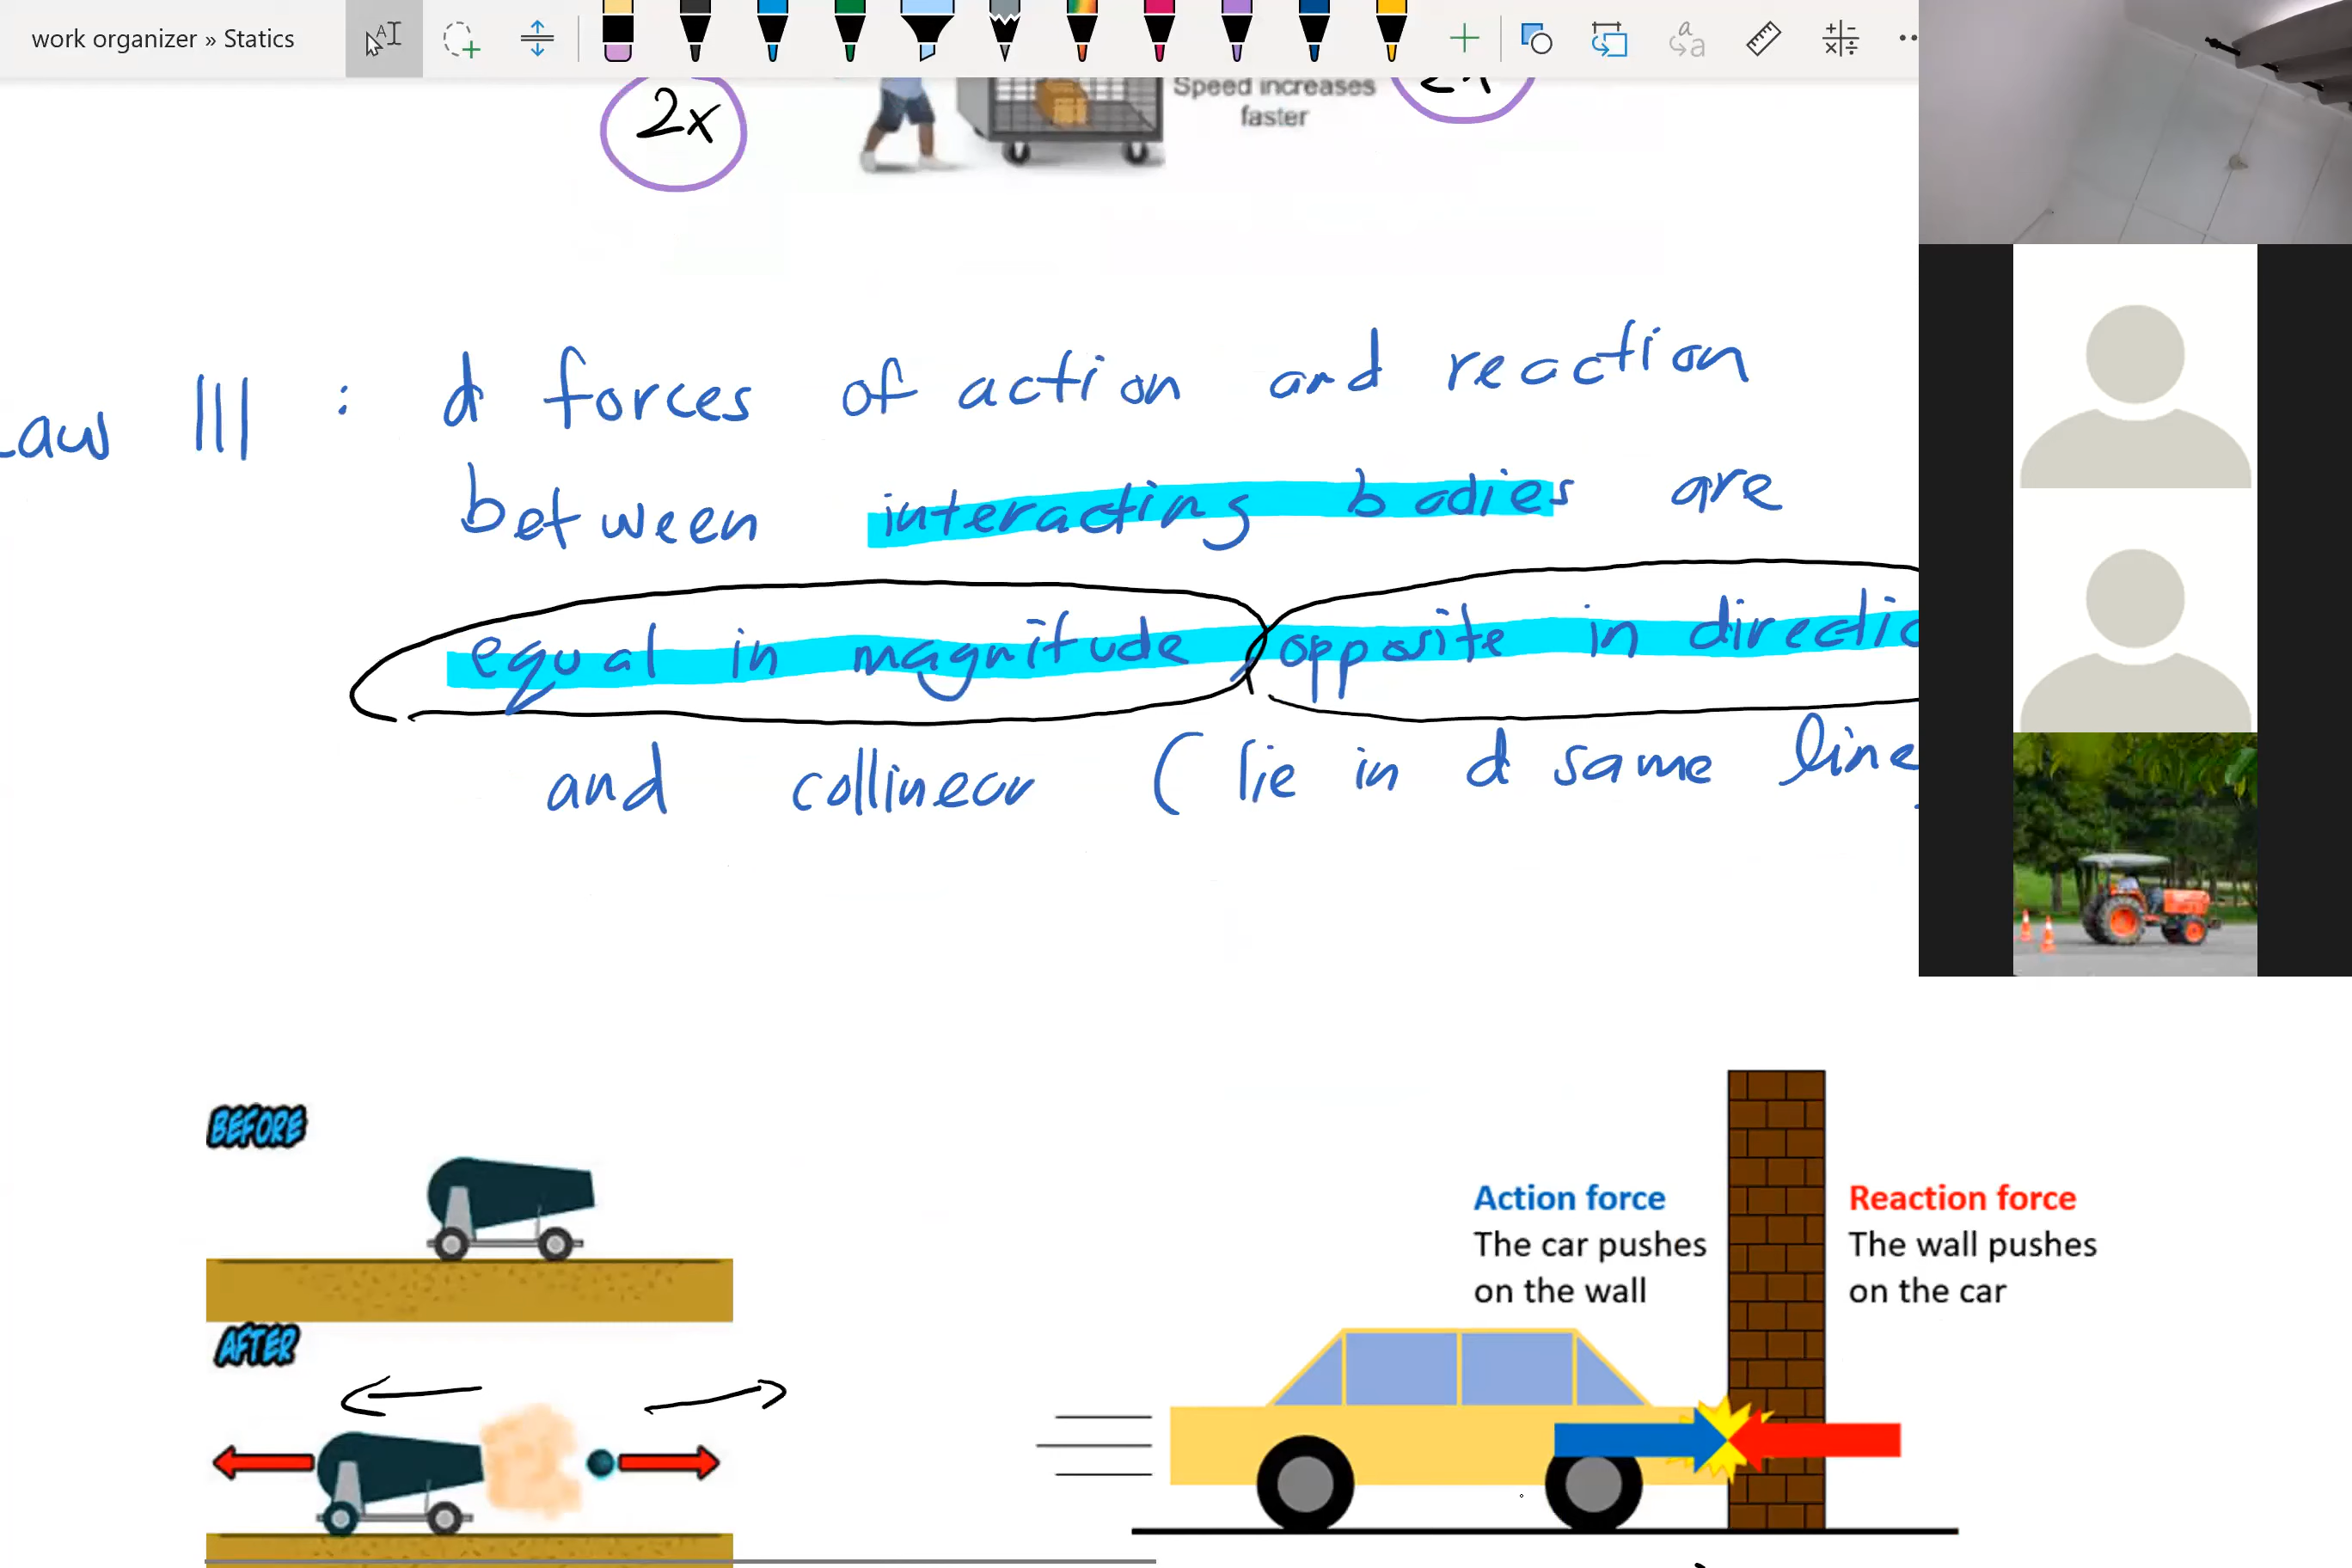 work organizer » Statics
2x
Speed increases
faster
Law III : d forces of action and reaction
between interacting bodies are
equal in magnitude, opposite in directio
and collinear ( lie in d same line
BEFORE
AFTER
Action force
The car pushes
on the wall
Reaction force
The wall pushes
on the car